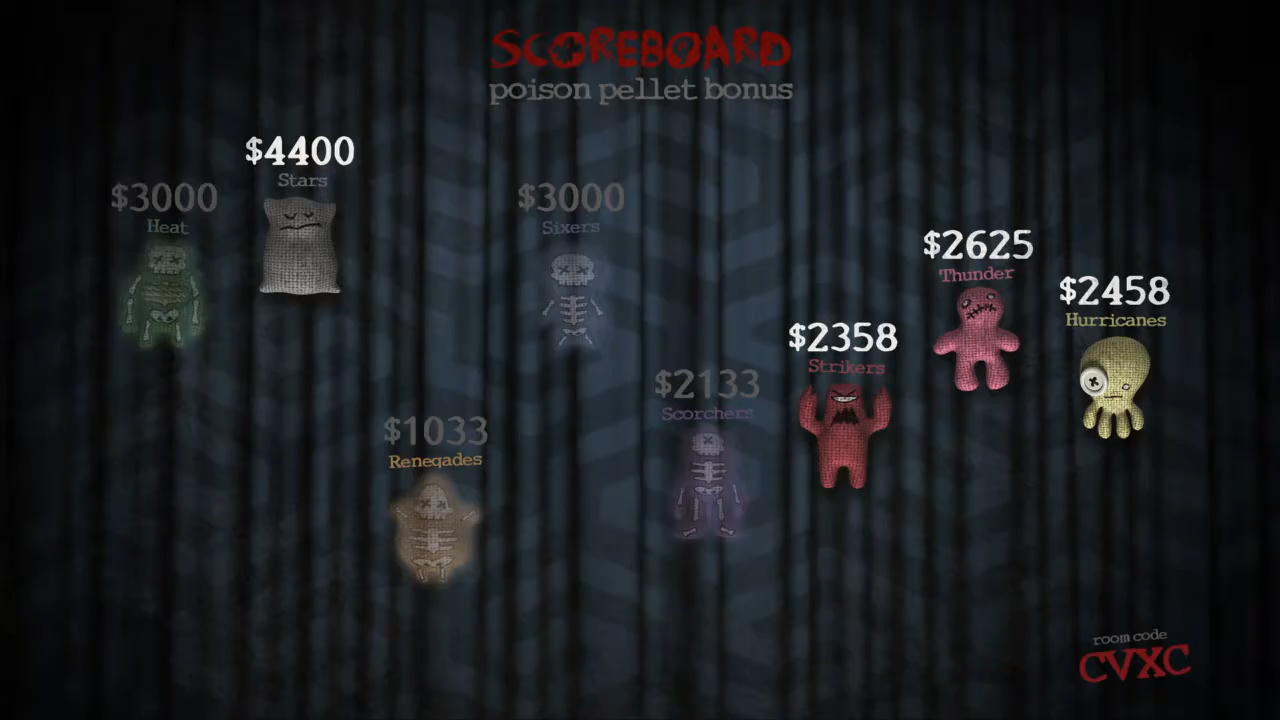 SCOREBOARD
poison pellet bonus
$3000
Heat
$4400
Stars
$1033
Renegades
$3000
Sixers
$2133
Scorchers
$2358
Strikers
$2625
Thunder
$2458
Hurricanes
room code
CVXC